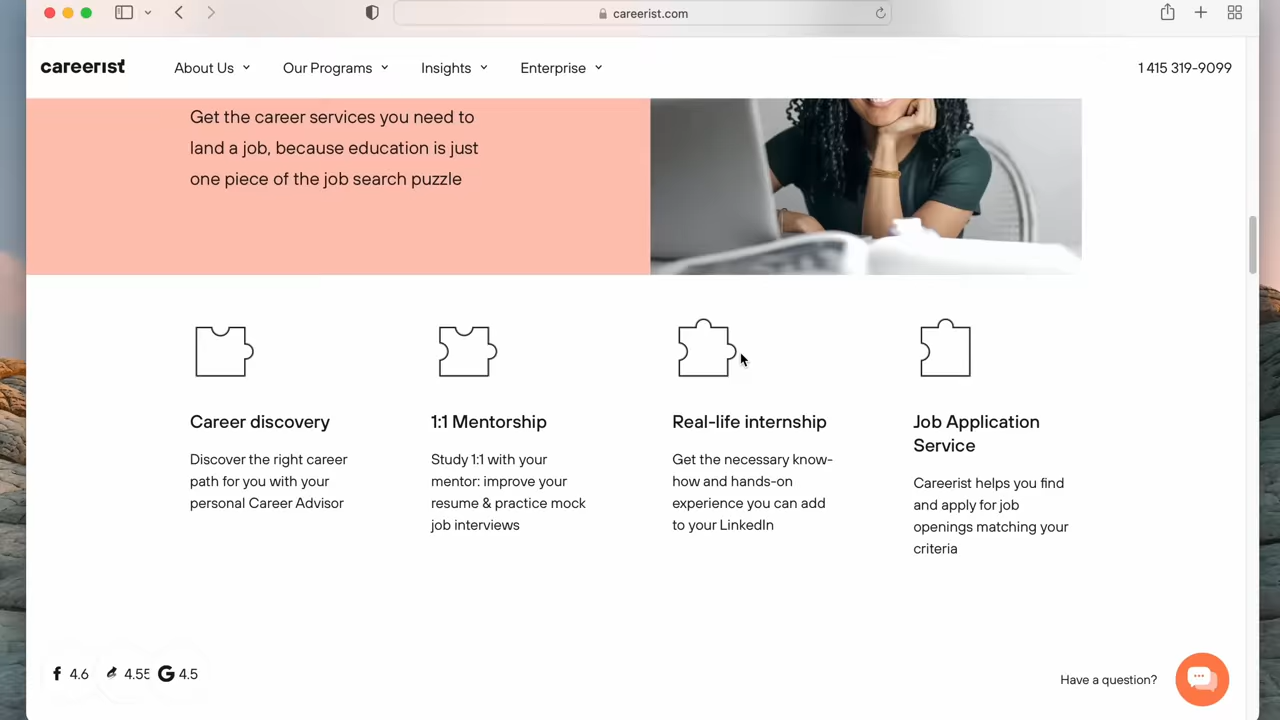 careerist.com
careerist
About Us
Our Programs
Insights
Enterprise
1 415 319-9099
Get the career services you need to
land a job, because education is just
one piece of the job search puzzle
Career discovery
Discover the right career
path for you with your
personal Career Advisor
1:1 Mentorship
Study 1:1 with your
mentor: improve your
resume & practice mock
job interviews
Real-life internship
Get the necessary know-
how and hands-on
experience you can add
to your LinkedIn
Job Application
Service
Careerist helps you find
and apply for job
openings matching your
criteria
4.6
4.55
4.5
Have a question?